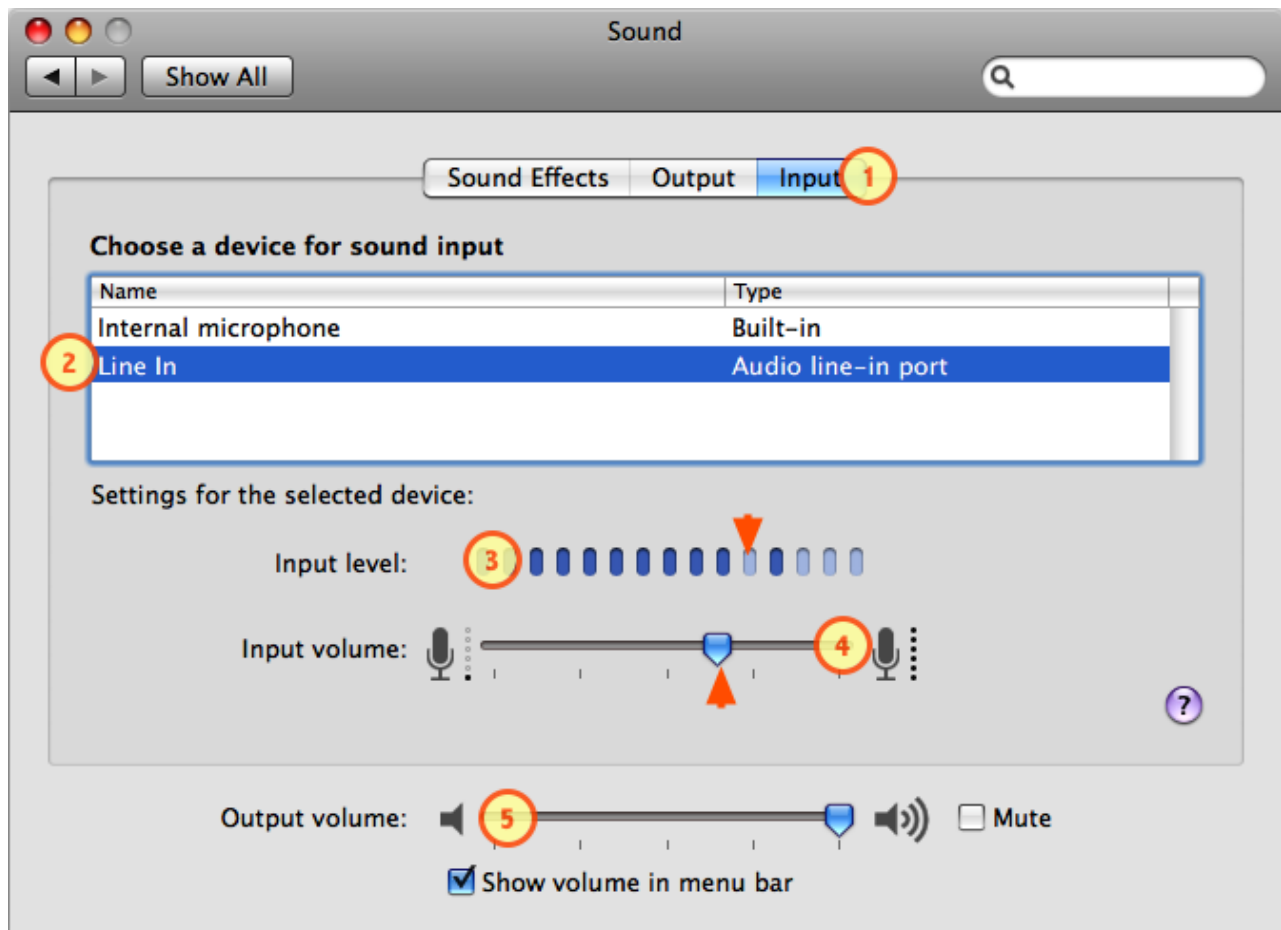 Sound
Show All
Sound Effects Output Input 1
Choose a device for sound input
Name Type
Internal microphone Built-in
2 Line In Audio line-in port
Settings for the selected device:
Input level: 3
Input volume: 4
?
Output volume: 5 Mute
Show volume in menu bar